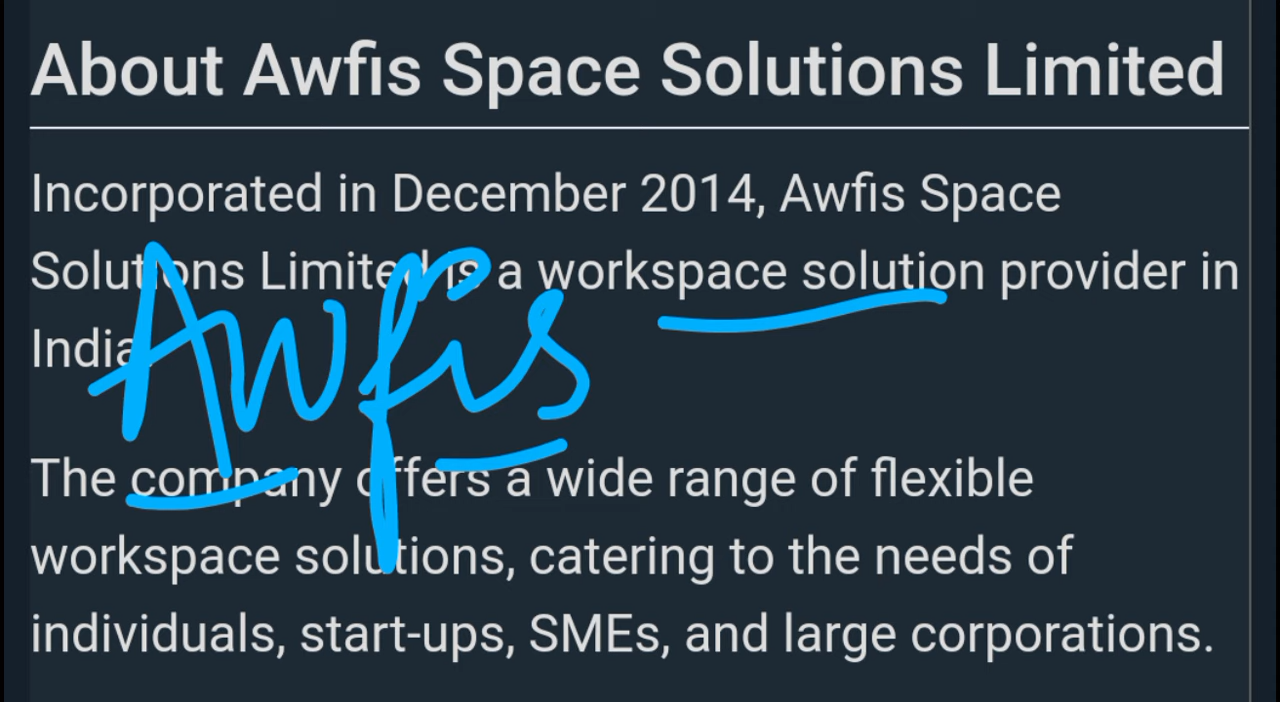 About Awfis Space Solutions Limited
Incorporated in December 2014, Awfis Space
Solutions Limited is a workspace solution provider in
India.
Awfis
The company offers a wide range of flexible
workspace solutions, catering to the needs of
individuals, start-ups, SMEs, and large corporations.